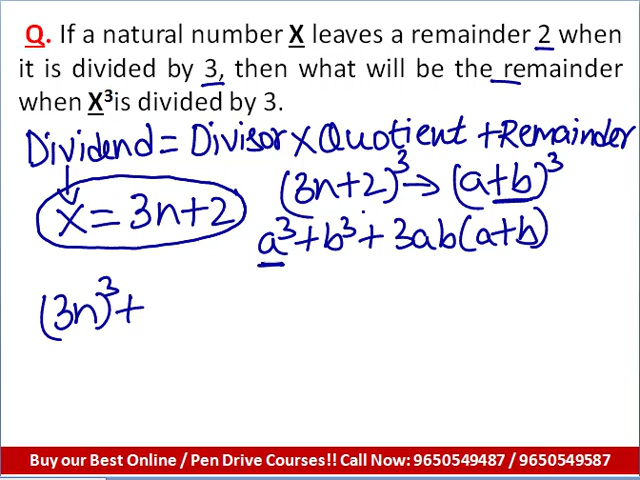 Q. If a natural number X leaves a remainder 2 when
it is divided by 3, then what will be the remainder
when X³is divided by 3.
Dividend = Divisor x Quotient + Remainder
(3n+2)³ → (a+b)³
x = 3n+2
a³+b³+3ab(a+b)
(3n)³+
Buy our Best Online / Pen Drive Courses!! Call Now: 9650549487 / 9650549587